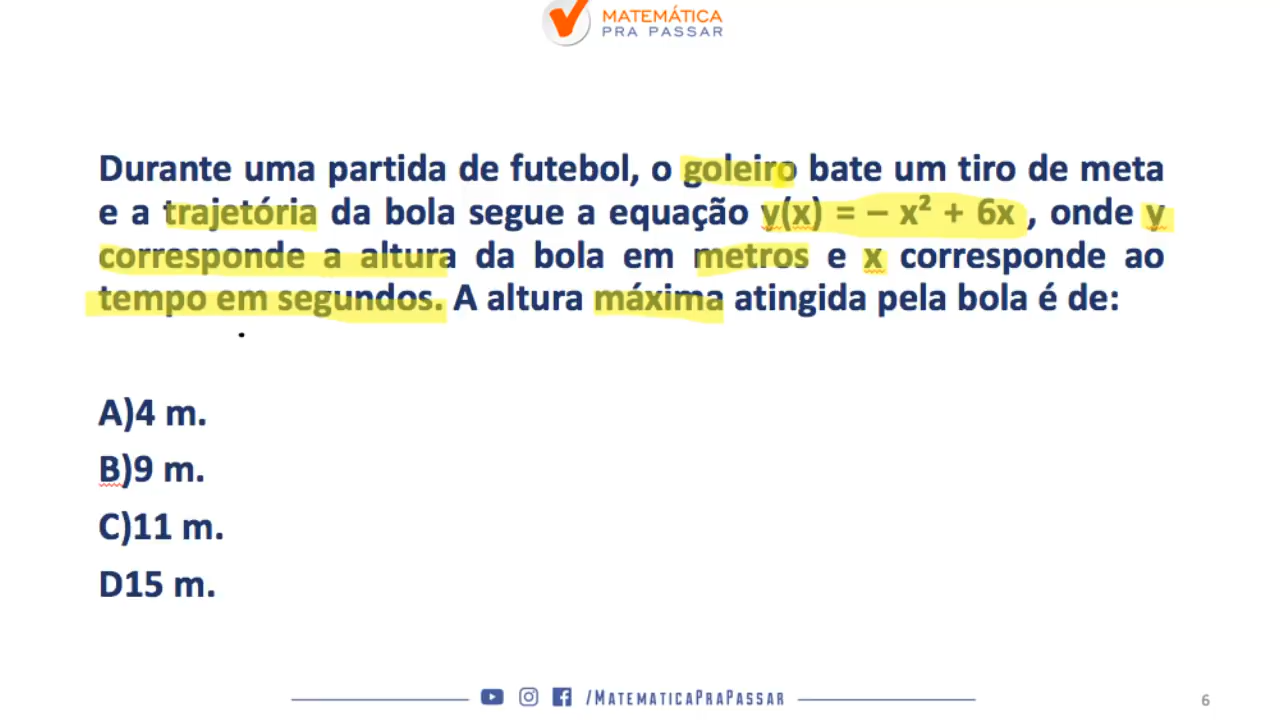 MATEMÁTICA
PRA PASSAR
Durante uma partida de futebol, o goleiro bate um tiro de meta
e a trajetória da bola segue a equação y(x) = – x² + 6x , onde y
corresponde a altura da bola em metros e x corresponde ao
tempo em segundos. A altura máxima atingida pela bola é de:
A)4 m.
B)9 m.
C)11 m.
D15 m.
/MATEMATICAPRAPASSAR
6